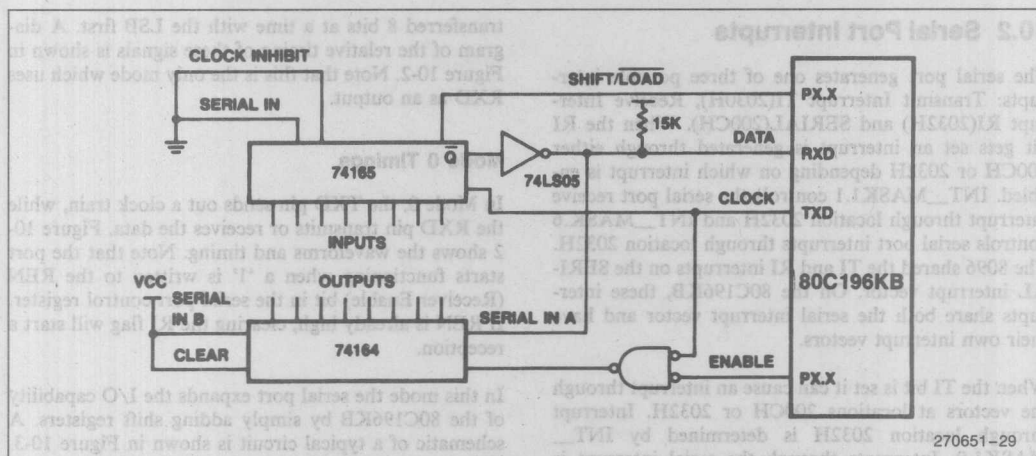 CLOCK INHIBIT
SHIFT/LOAD
PX.X
SERIAL IN
15K
DATA
Q
RXD
74165
74LS05
CLOCK
TXD
INPUTS
80C196KB
VCC
OUTPUTS
SERIAL
IN B
SERIAL IN A
CLEAR
74164
ENABLE
PX.X
270651-29
0.2 Serial Port Interrupts
he serial port generates one of three
upts: Transmit Interrupt TI(2030H), Receive Inter-
upt RI(2032H) and SERIAL(200CH). the RI
gets set an interrupt is generated through either
00CH or 2032H depending on which interrupt is
INT__MASK1.1 controls the serial port receive
nterrupt through location 2032H and INT__MASK.6
ontrols serial port interrupts through location 2032H.
he 8096 shared the TI and RI interrupts on the SERI-
L interrupt vector. On the 80C196KB, these inter-
upts share both the serial interrupt vector and
heir own interrupt vectors.
When the TI bit is set it can cause an interrupt through
he vectors at locations 200CH or 2032H. Interrupt
hrough location 2032H is determined by INT__
transferred 8 bits at a time with the LSB first. A dia-
gram of the relative timing of these signals is shown in
Figure 10-2. Note that this is the only mode which uses
RXD as an output.
Mode 0 Timings
In Mode 0, the TXD pin sends out a clock train, while
the RXD pin transmits or receives the data. Figure 10-
2 shows the waveforms and timing. Note that the port
starts functioning when a '1' is written to the REN
(Receiver Enable) bit in the serial port control register.
If REN is already high, clearing the RI flag will start a
reception.
In this mode the serial port expands the I/O capability
of the 80C196KB by simply adding shift registers. A
schematic of a typical circuit is shown in Figure 10-3.